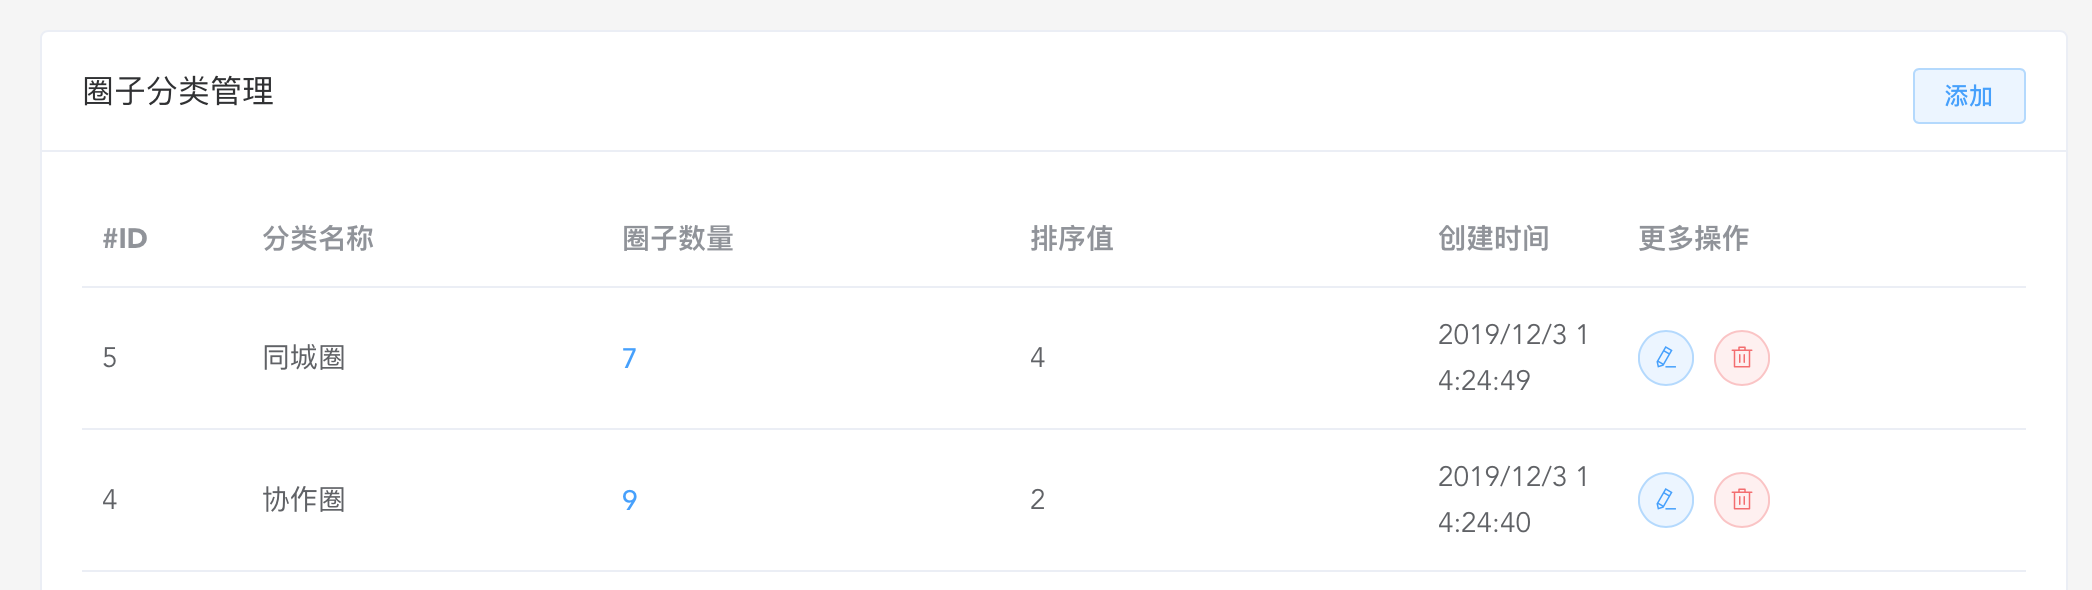 圈子分类管理
添加
#ID 分类名称 圈子数量 排序值 创建时间 更多操作
5 同城圈 7 4 2019/12/3 1
4:24:49
4 协作圈 9 2 2019/12/3 1
4:24:40